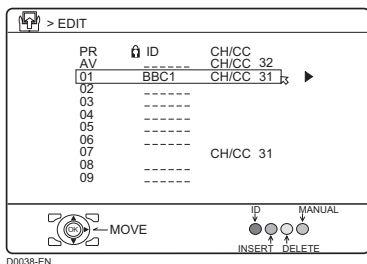 > EDIT
PR ID CH/CC
AV _ _ _ _ _ _ CH/CC 32
01 BBC1 CH/CC 31
02 _ _ _ _ _ _
03 _ _ _ _ _ _
04 _ _ _ _ _ _
05 _ _ _ _ _ _
06 _ _ _ _ _ _
07 _ _ _ _ _ _ CH/CC 31
08 _ _ _ _ _ _
09 _ _ _ _ _ _
OK MOVE
ID MANUAL
INSERT DELETE
D0038-EN